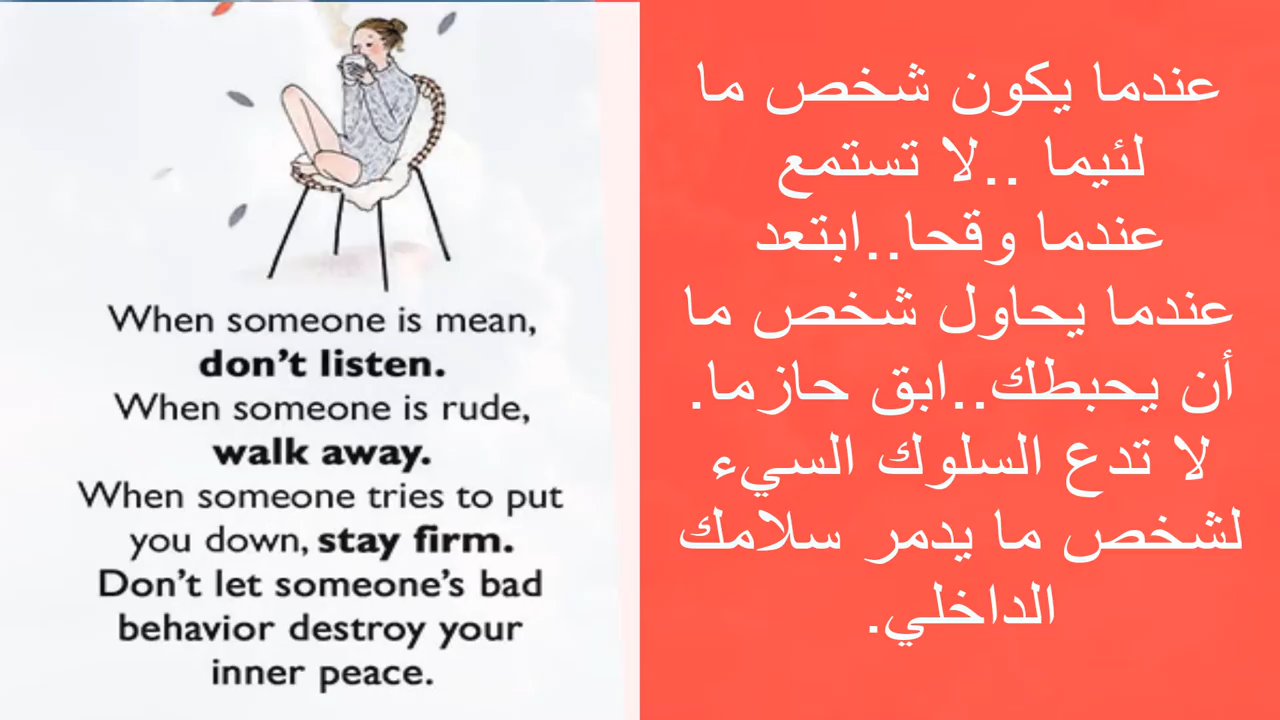 When someone is mean,
don't listen.
When someone is rude,
walk away.
When someone tries to put
you down, stay firm.
Don't let someone's bad
behavior destroy your
inner peace.
عندما يكون شخص ما
لئيما ..لا تستمع
عندما وقحا..ابتعد
عندما يحاول شخص ما
أن يحبطك..ابق حازما.
لا تدع السلوك السيء
لشخص ما يدمر سلامك
الداخلي.